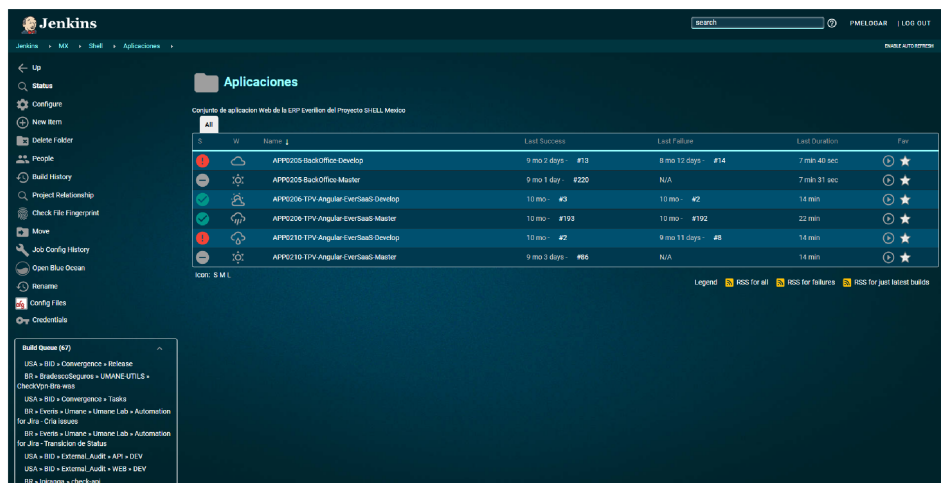 Jenkins
search
PMELGAR | LOG OUT
Jenkins MX Shell Aplicaciones
ENABLE AUTO REFRESH
Up
Status
Configure
New Item
Delete Folder
People
Build History
Project Relationship
Check File Fingerprint
Move
Job Config History
Open Blue Ocean
Rename
Config Files
Credentials
Build Queue (67)
USA » BID » Convergence » Release
BR » BradescoSeguros » UMANE-UTILS »
CheckVpn-Bra-was
USA » BID » Convergence » Tasks
BR » Everis » Umane » Umane Lab » Automation
for Jira - Cria issues
BR » Everis » Umane » Umane Lab » Automation
for Jira - Transicion de Status
USA » BID » External_Audit » API » DEV
USA » BID » External_Audit » WEB » DEV
BR » Ipiranga » check-api
Aplicaciones
Conjunto de aplicacion Web de la ERP Everilion del Proyecto SHELL Mexico
All
S W Name ↓ Last Success Last Failure Last Duration Fav
APP0205-BackOffice-Develop 9 mo 2 days - #13 8 mo 12 days - #14 7 min 40 sec
APP0205-BackOffice-Master 9 mo 1 day - #220 N/A 7 min 31 sec
APP0206-TPV-Angular-EverSaaS-Develop 10 mo - #3 10 mo - #2 14 min
APP0206-TPV-Angular-EverSaaS-Master 10 mo - #193 10 mo - #192 22 min
APP0210-TPV-Angular-EverSaaS-Develop 10 mo - #2 9 mo 11 days - #8 14 min
APP0210-TPV-Angular-EverSaaS-Master 9 mo 3 days - #86 N/A 14 min
Icon: S M L
Legend RSS for all RSS for failures RSS for just latest builds